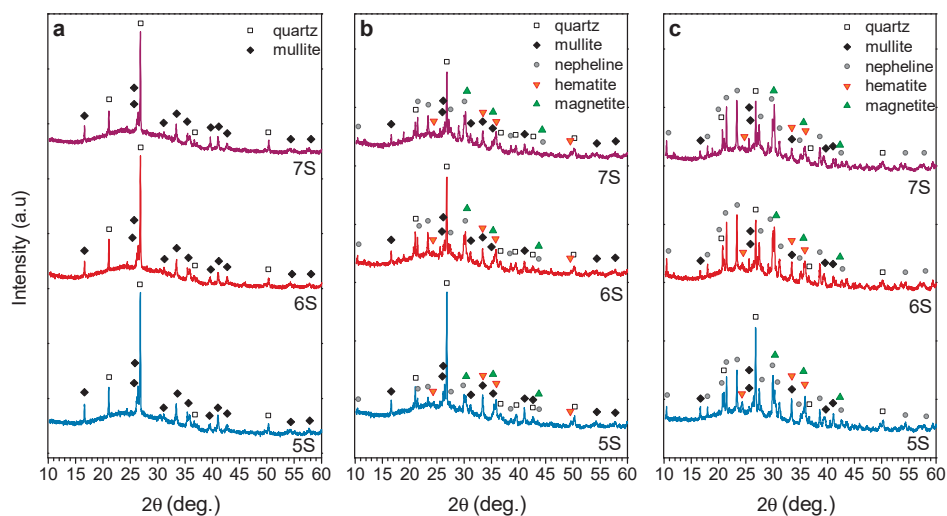 a
quartz
mullite
7S
6S
5S
10 15 20 25 30 35 40 45 50 55 60
2θ (deg.)
Intensity (a.u)
b
quartz
mullite
nepheline
hematite
magnetite
7S
6S
5S
10 15 20 25 30 35 40 45 50 55 60
2θ (deg.)
c
quartz
mullite
nepheline
hematite
magnetite
7S
6S
5S
10 15 20 25 30 35 40 45 50 55 60
2θ (deg.)